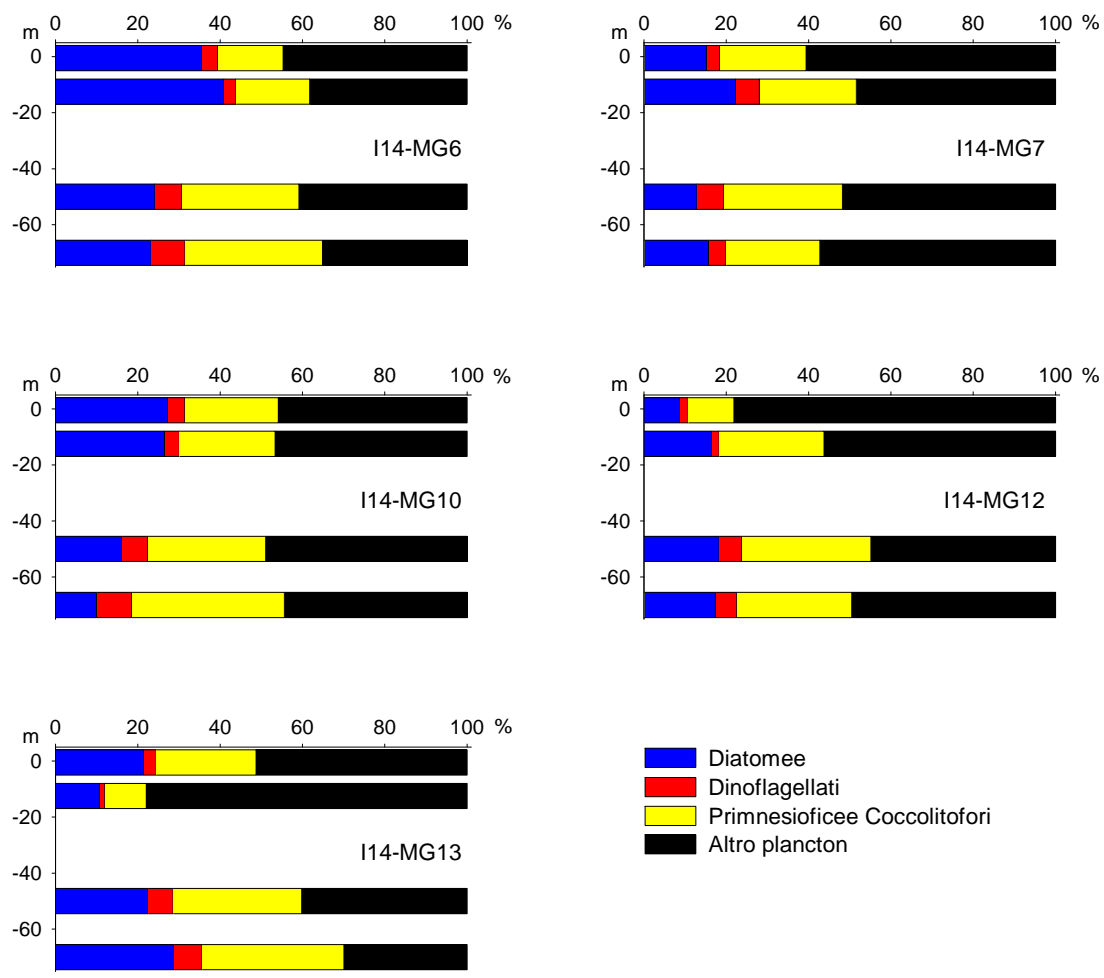 0 20 40 60 80 100 %
m
0
-20
-40
-60
I14-MG6
0 20 40 60 80 100 %
m
0
-20
-40
-60
I14-MG7
0 20 40 60 80 100 %
m
0
-20
-40
-60
I14-MG10
0 20 40 60 80 100 %
m
0
-20
-40
-60
I14-MG12
0 20 40 60 80 100 %
m
0
-20
-40
-60
I14-MG13
Diatomee
Dinoflagellati
Primnesioficee Coccolitofori
Altro plancton